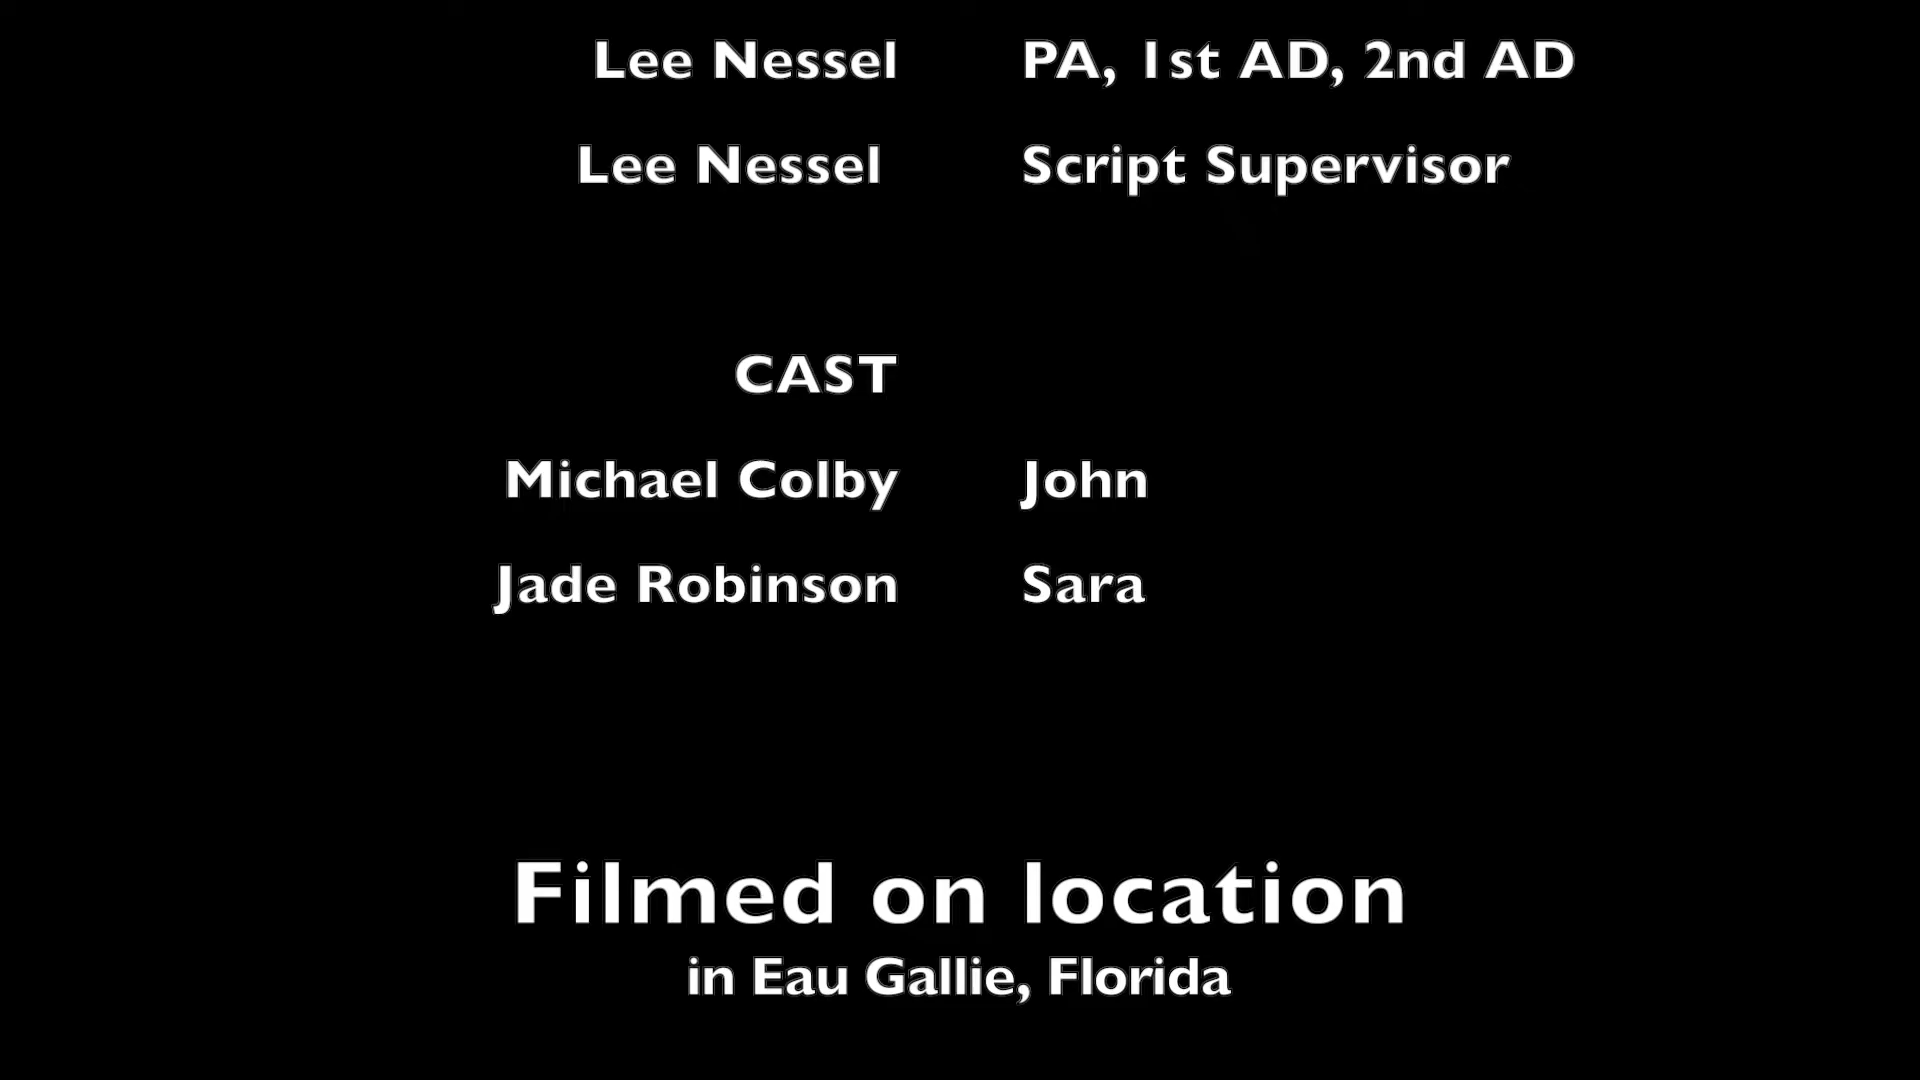 Lee Nessel PA, 1st AD, 2nd AD
Lee Nessel Script Supervisor
CAST
Michael Colby John
Jade Robinson Sara
Filmed on location
in Eau Gallie, Florida